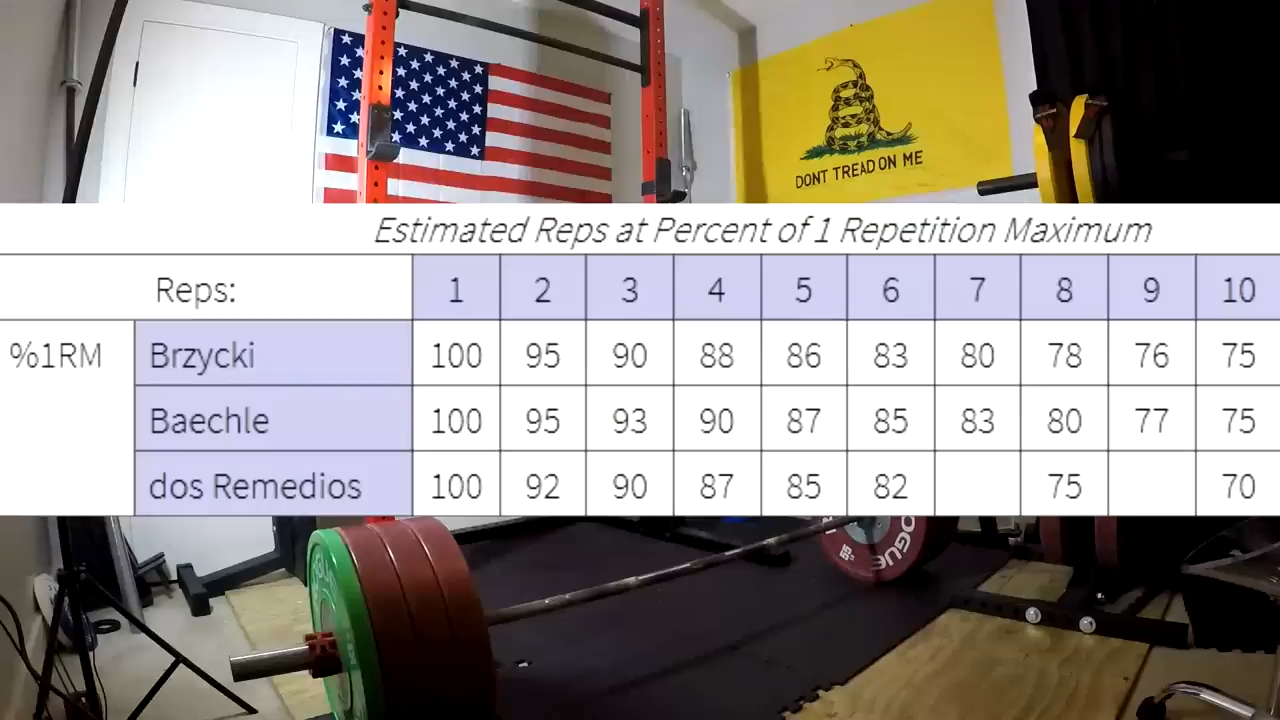 DONT TREAD ON ME
Estimated Reps at Percent of 1 Repetition Maximum
Reps: 1 2 3 4 5 6 7 8 9 10
%1RM Brzycki 100 95 90 88 86 83 80 78 76 75
Baechle 100 95 93 90 87 85 83 80 77 75
dos Remedios 100 92 90 87 85 82 75 70
OGUE